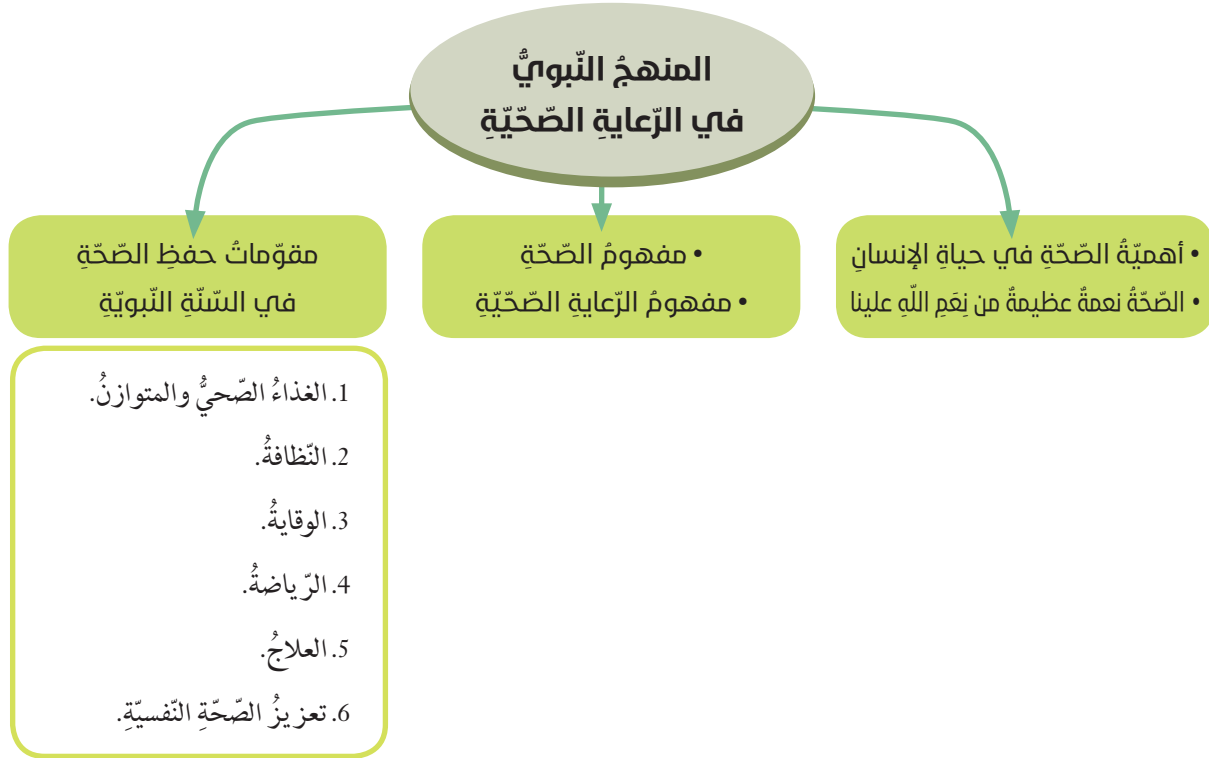 المنهجُ النّبويُّ
في الرّعايةِ الصّحّيّةِ
• أهميّةُ الصّحّةِ في حياةِ الإنسانِ
• الصّحّةُ نعمةٌ عظيمةٌ من نِعَمِ اللّهِ علينا
• مفهومُ الصّحّةِ
• مفهومُ الرّعايةِ الصّحّيّةِ
مقوّماتُ حفظِ الصّحّةِ
في السّنّةِ النّبويّةِ
1. الغذاءُ الصّحيُّ والمتوازنُ.
2. النّظافةُ.
3. الوقايةُ.
4. الرّياضةُ.
5. العلاجُ.
6. تعزيزُ الصّحّةِ النّفسيّةِ.